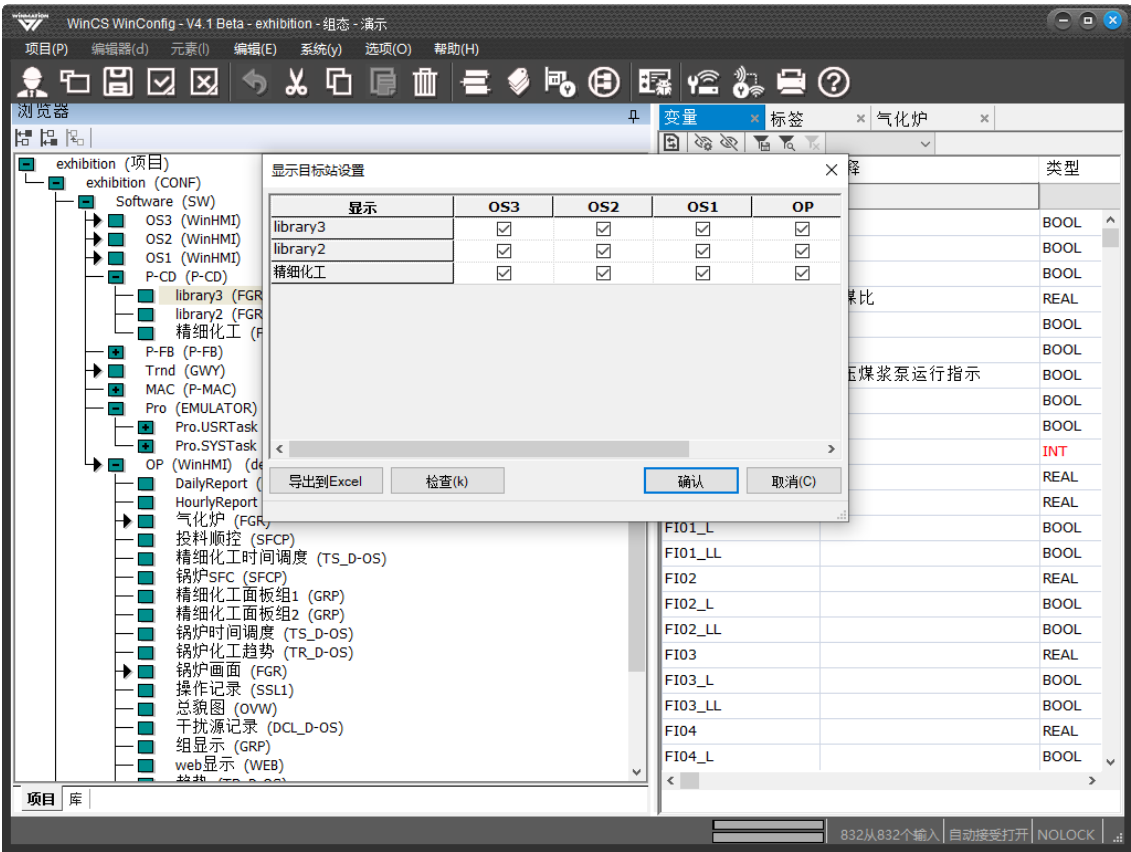 WinCS WinConfig - V4.1 Beta - exhibition - 组态 - 演示
项目(P) 编辑器(d) 元素(l) 编辑(E) 系统(y) 选项(O) 帮助(H)
浏览器
变量 标签 气化炉
exhibition (项目)
exhibition (CONF)
Software (SW)
OS3 (WinHMI)
OS2 (WinHMI)
OS1 (WinHMI)
P-CD (P-CD)
library3 (FGR
library2 (FGR
精细化工 (F
P-FB (P-FB)
Trnd (GWY)
MAC (P-MAC)
Pro (EMULATOR)
Pro.USRTask
Pro.SYSTask
OP (WinHMI) (de
DailyReport (
HourlyReport
气化炉 (FGR)
投料顺控 (SFCP)
精细化工时间调度 (TS_D-OS)
锅炉SFC (SFCP)
精细化工面板组1 (GRP)
精细化工面板组2 (GRP)
锅炉时间调度 (TS_D-OS)
锅炉化工趋势 (TR_D-OS)
锅炉画面 (FGR)
操作记录 (SSL1)
总貌图 (OVW)
干扰源记录 (DCL_D-OS)
组显示 (GRP)
web显示 (WEB)
趋势 (TR_D-OS)
项目 库
显示目标站设置
显示 OS3 OS2 OS1 OP
library3
library2
精细化工
导出到Excel 检查(k) 确认 取消(C)
释 类型
BOOL
BOOL
BOOL
煤比 REAL
BOOL
BOOL
压煤浆泵运行指示 BOOL
BOOL
BOOL
INT
REAL
REAL
FI01_L BOOL
FI01_LL BOOL
FI02 REAL
FI02_L BOOL
FI02_LL BOOL
FI03 REAL
FI03_L BOOL
FI03_LL BOOL
FI04 REAL
FI04_L BOOL
832从832个输入 自动接受打开 NOLOCK